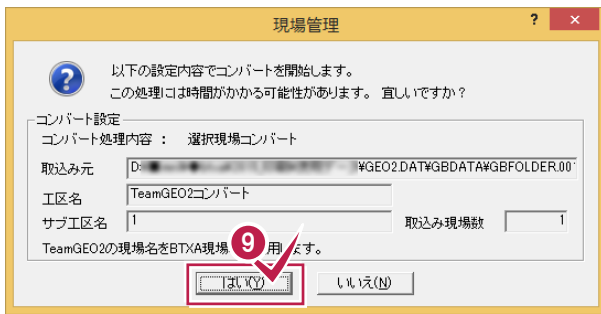 現場管理
? ×
以下の設定内容でコンバートを開始します。
この処理には時間がかかる可能性があります。 宜しいですか？
コンバート設定
コンバート処理内容 ： 選択現場コンバート
取込み元 D: ¥GEO2.DAT¥GBDATA¥GBFOLDER.00
工区名 TeamGEO2コンバート
サブ工区名 1 取込み現場数 1
TeamGEO2の現場名をBTXA現場 用 ます。
9
はい(Y) いいえ(N)